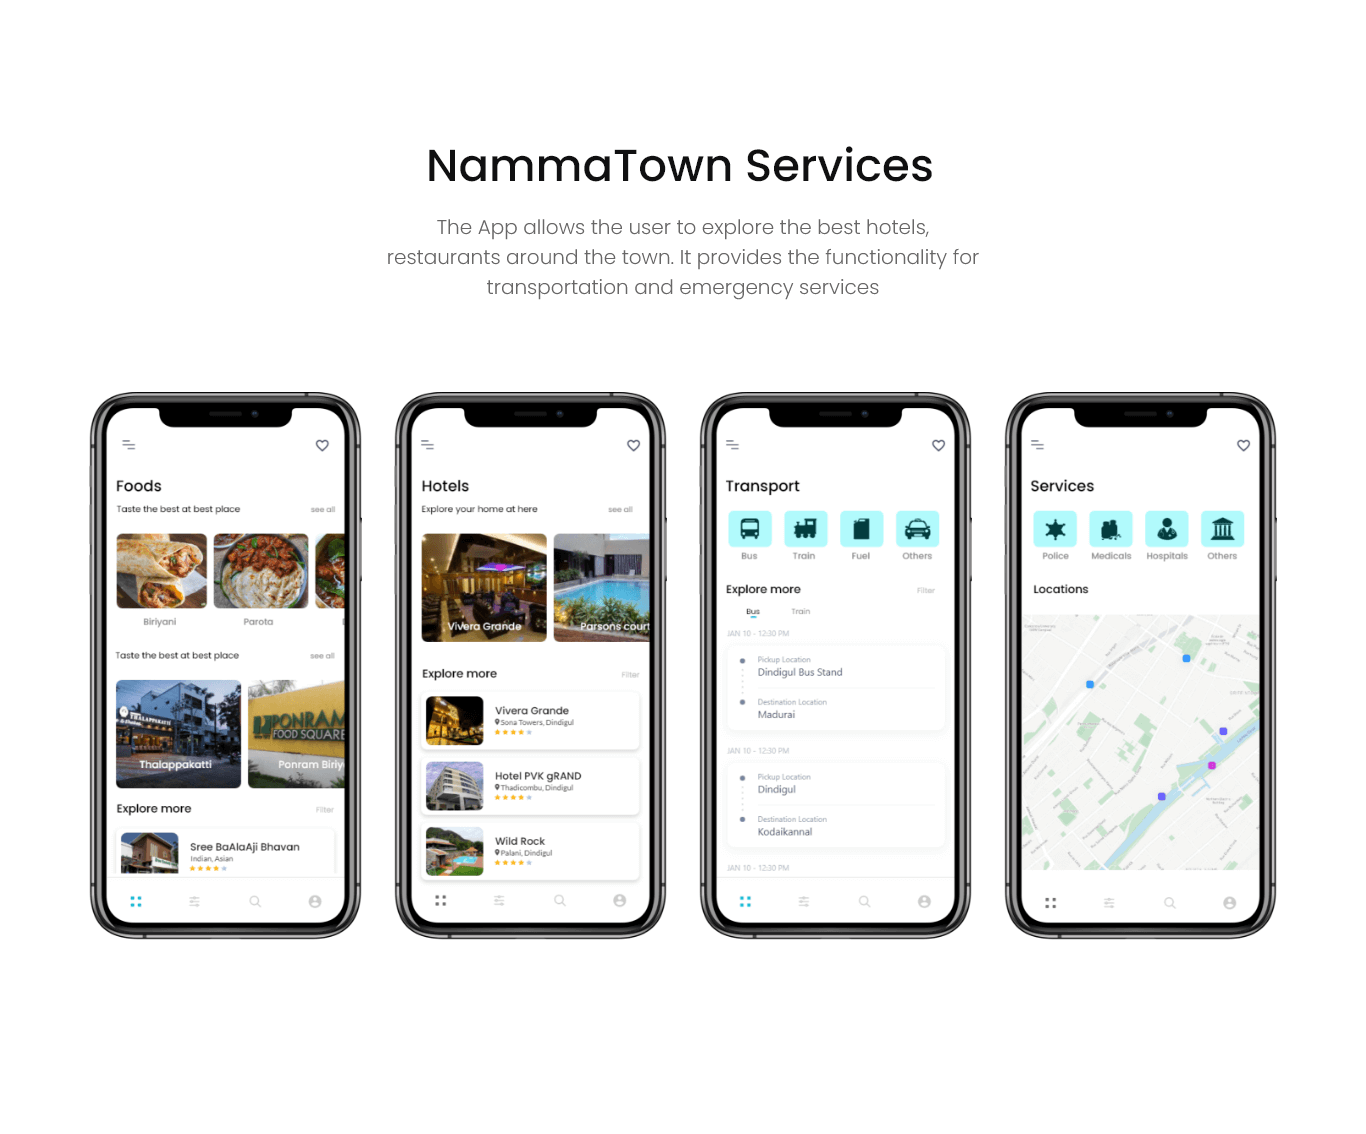 NammaTown Services
The App allows the user to explore the best hotels,
restaurants around the town. It provides the functionality for
transportation and emergency services
Foods
Taste the best at best place
see all
Biriyani
Parota
Taste the best at best place
see all
THALAPPAKATTI
PONRAM
FOOD SQUARE
Thalappakatti
Ponram Biriy
Explore more
Filter
Sree BaAlaAji Bhavan
Indian, Asian
Hotels
Explore your home at here
see all
Vivera Grande
Parsons court
Explore more
Filter
Vivera Grande
Sona Towers, Dindigul
Hotel PVK gRAND
Thadicombu, Dindigul
Wild Rock
Palani, Dindigul
Transport
Bus
Train
Fuel
Others
Explore more
Filter
Bus
Train
JAN 10 - 12:30 PM
Pickup Location
Dindigul Bus Stand
Destination Location
Madurai
JAN 10 - 12:30 PM
Pickup Location
Dindigul
Destination Location
Kodaikannal
JAN 10 - 12:30 PM
Services
Police
Medicals
Hospitals
Others
Locations